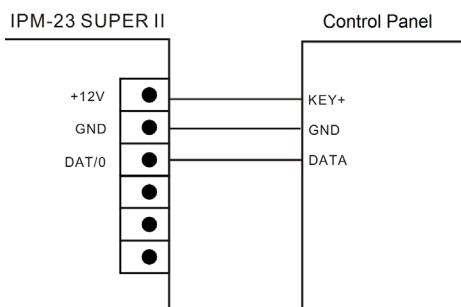 IPM-23 SUPER II
Control Panel
+12V
KEY+
GND
GND
DAT/0
DATA